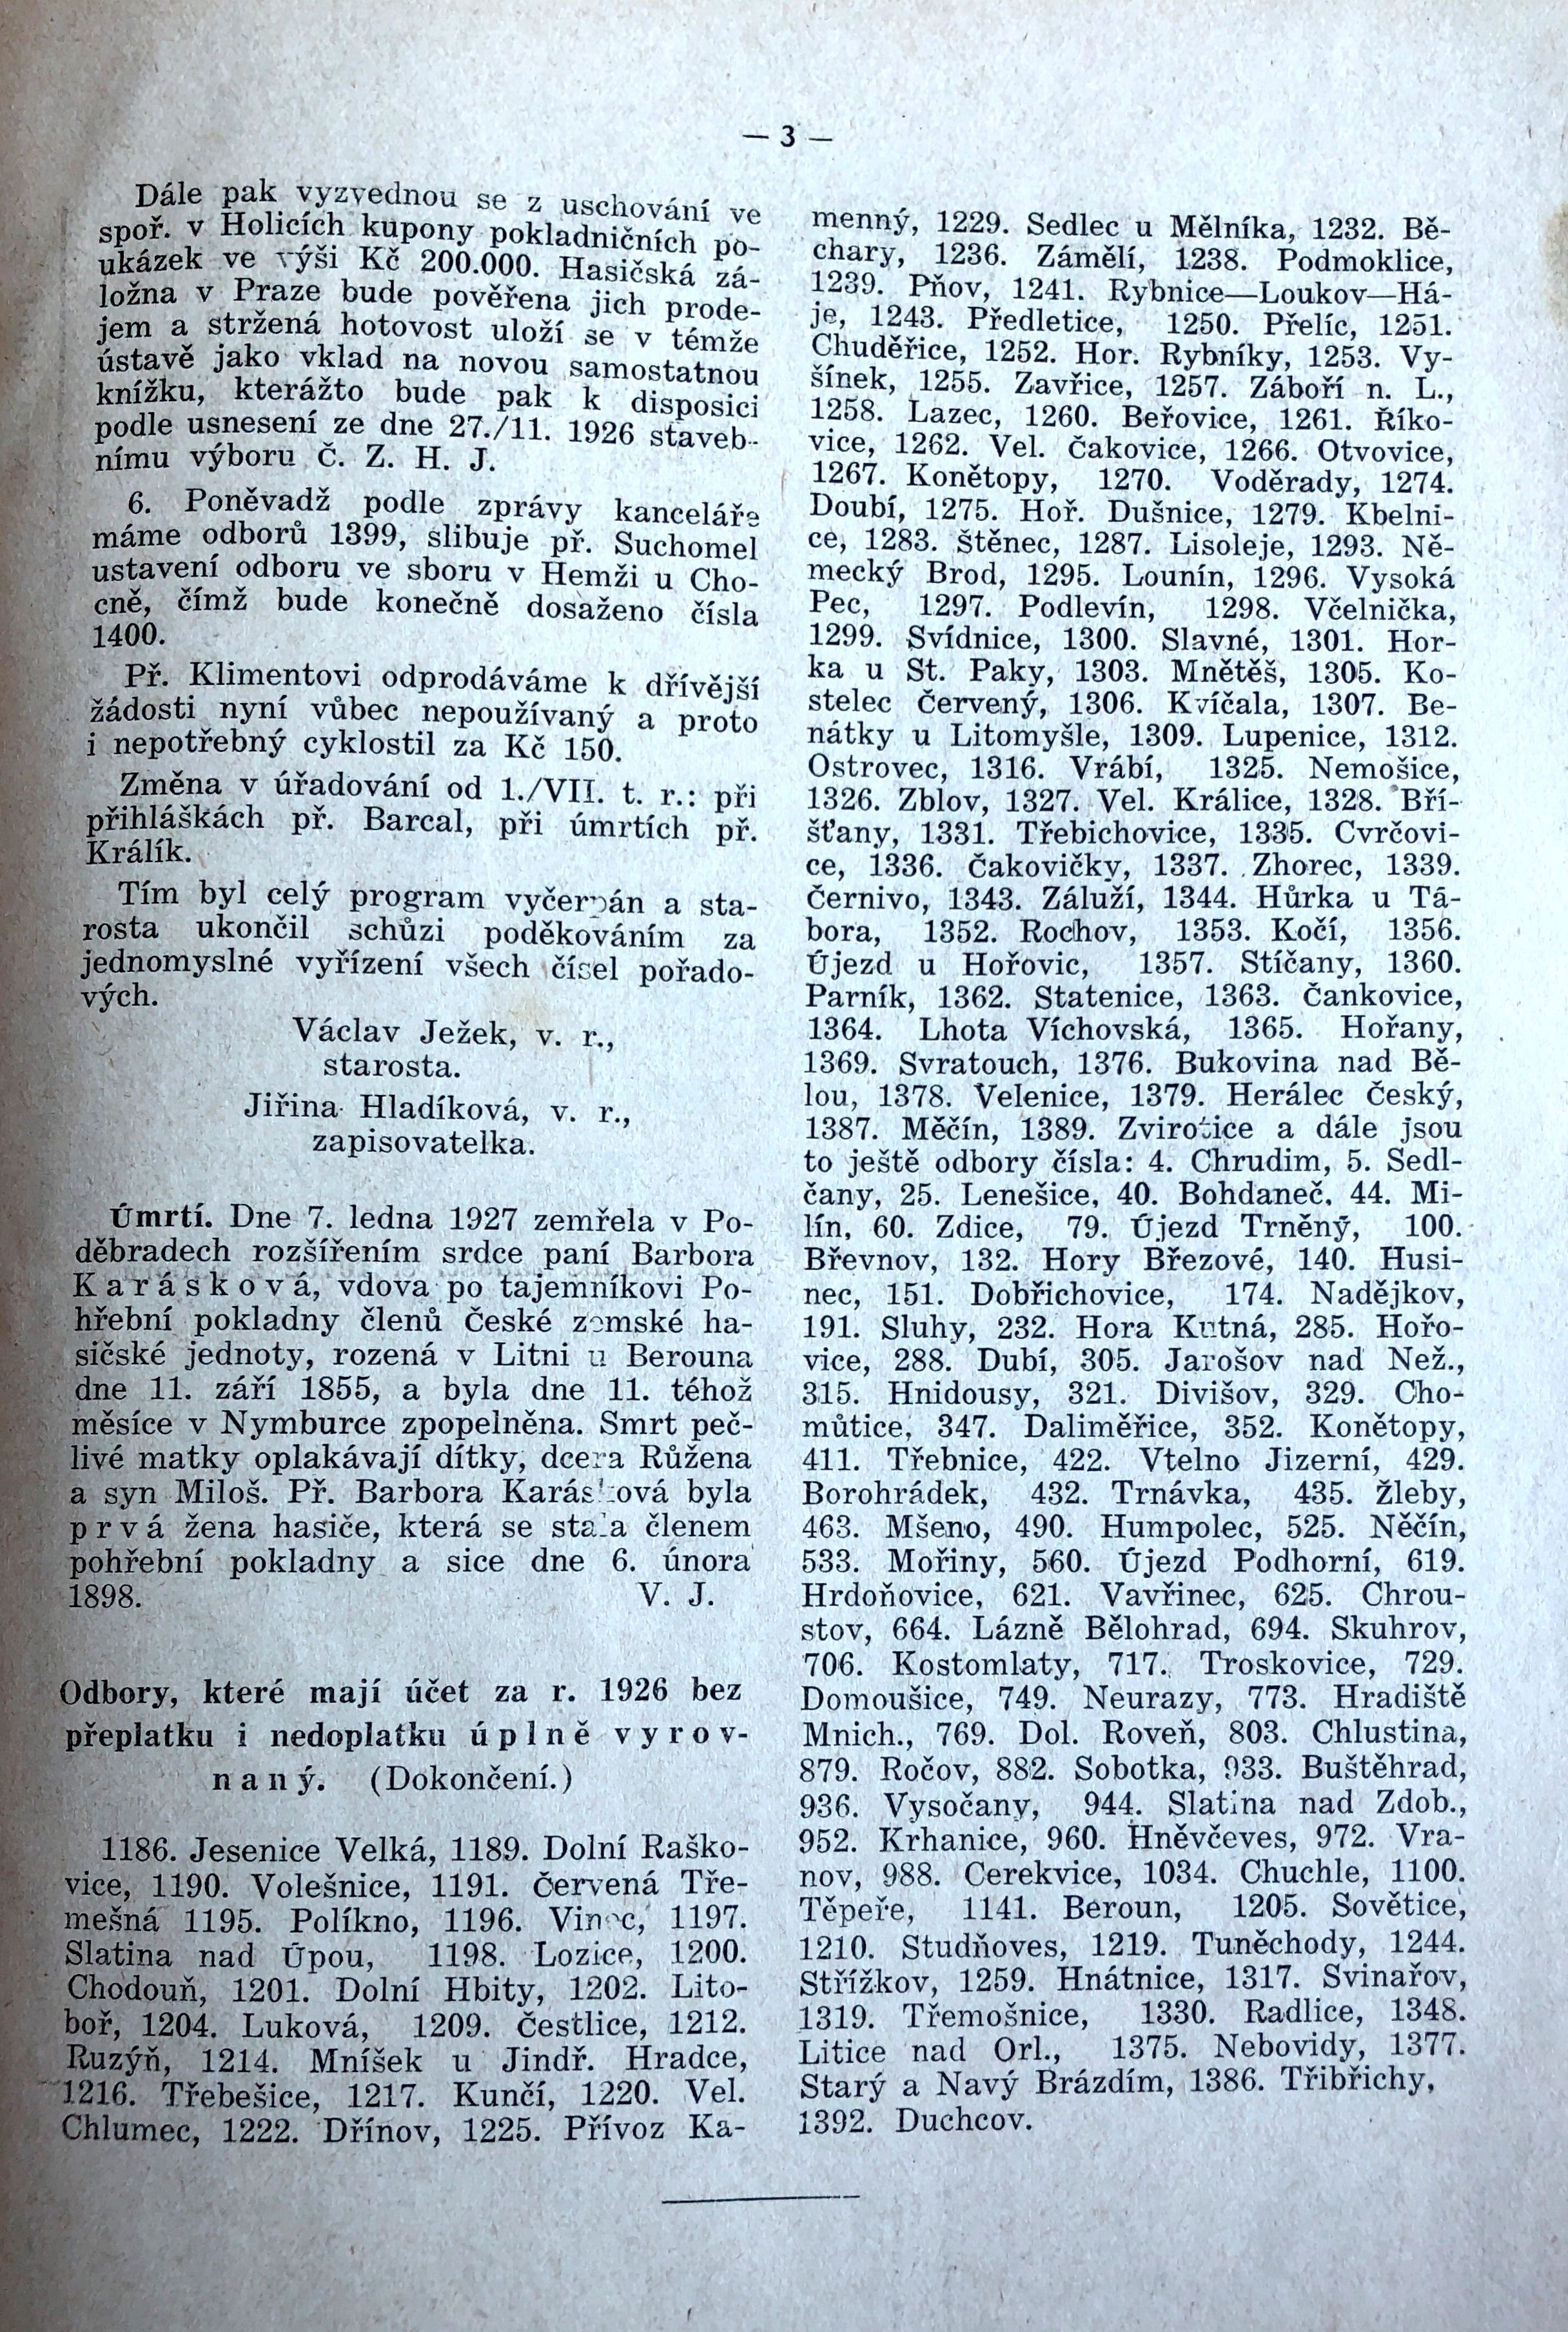 — 3 —
Dále pak vyzvednou se z uschování ve
spoř. v Holicích kupony pokladničních po-
ukázek ve výši Kč 200.000. Hasičská zá-
ložna v Praze bude pověřena jich prode-
jem a stržená hotovost uloží se v témže
ústavě jako vklad na novou samostatnou
knížku, kterážto bude pak k disposici
podle usnesení ze dne 27./11. 1926 staveb-
nímu výboru Č. Z. H. J.
6. Poněvadž podle zprávy kanceláře
máme odborů 1399, slibuje př. Suchomel
ustavení odboru ve sboru v Hemži u Cho-
cně, čímž bude konečně dosaženo čísla
1400.
Př. Klimentovi odprodáváme k dřívější
žádosti nyní vůbec nepoužívaný a proto
i nepotřebný cyklostil za Kč 150.
Změna v úřadování od 1./VII. t. r.: při
přihláškách př. Barcal, při úmrtích př.
Králík.
Tím byl celý program vyčerpán a sta-
rosta ukončil schůzi poděkováním za
jednomyslné vyřízení všech čísel pořado-
vých.
Václav Ježek, v. r.,
starosta.
Jiřina Hladíková, v. r.,
zapisovatelka.
Úmrtí. Dne 7. ledna 1927 zemřela v Po-
děbradech rozšířením srdce paní Barbora
Karásková, vdova po tajemníkovi Po-
hřební pokladny členů České zemské ha-
sičské jednoty, rozená v Litni u Berouna
dne 11. září 1855, a byla dne 11. téhož
měsíce v Nymburce zpopelněna. Smrt peč-
livé matky oplakávají dítky, dcera Růžena
a syn Miloš. Př. Barbora Karásková byla
prvá žena hasiče, která se stala členem
pohřební pokladny a sice dne 6. února
1898. V. J.
Odbory, které mají účet za r. 1926 bez
přeplatku i nedoplatku úplně vyrov-
naný. (Dokončení.)
1186. Jesenice Velká, 1189. Dolní Raško-
vice, 1190. Volešnice, 1191. Červená Tře-
mešná 1195. Políkno, 1196. Vinec, 1197.
Slatina nad Úpou, 1198. Lozice, 1200.
Chodouň, 1201. Dolní Hbity, 1202. Lito-
boř, 1204. Luková, 1209. Čestlice, 1212.
Ruzýň, 1214. Mníšek u Jindř. Hradce,
1216. Třebešice, 1217. Kunčí, 1220. Vel.
Chlumec, 1222. Dřínov, 1225. Přívoz Ka-
menný, 1229. Sedlec u Mělníka, 1232. Bě-
chary, 1236. Zámělí, 1238. Podmoklice,
1239. Pňov, 1241. Rybnice—Loukov—Há-
je, 1243. Předletice, 1250. Přelíc, 1251.
Chuděřice, 1252. Hor. Rybníky, 1253. Vy-
šínek, 1255. Zavřice, 1257. Záboří n. L.,
1258. Lazec, 1260. Beřovice, 1261. Říko-
vice, 1262. Vel. Čakovice, 1266. Otvovice,
1267. Konětopy, 1270. Voděrady, 1274.
Doubí, 1275. Hoř. Dušnice, 1279. Kbelni-
ce, 1283. Štěnec, 1287. Lisoleje, 1293. Ně-
mecký Brod, 1295. Lounín, 1296. Vysoká
Pec, 1297. Podlevín, 1298. Včelnička,
1299. Svídnice, 1300. Slavné, 1301. Hor-
ka u St. Paky, 1303. Mnětěš, 1305. Ko-
stelec Červený, 1306. Kvíčala, 1307. Be-
nátky u Litomyšle, 1309. Lupenice, 1312.
Ostrovec, 1316. Vrábí, 1325. Nemošice,
1326. Zblov, 1327. Vel. Králice, 1328. Bří-
šťany, 1331. Třebichovice, 1335. Cvrčovi-
ce, 1336. Čakovičky, 1337. Zhorec, 1339.
Černivo, 1343. Záluží, 1344. Hůrka u Tá-
bora, 1352. Rochov, 1353. Kočí, 1356.
Újezd u Hořovic, 1357. Stíčany, 1360.
Parník, 1362. Statenice, 1363. Čankovice,
1364. Lhota Víchovská, 1365. Hořany,
1369. Svratouch, 1376. Bukovina nad Bě-
lou, 1378. Velenice, 1379. Herálec Český,
1387. Měčín, 1389. Zvirotice a dále jsou
to ještě odbory čísla: 4. Chrudim, 5. Sedl-
čany, 25. Lenešice, 40. Bohdaneč, 44. Mi-
lín, 60. Zdice, 79. Újezd Trněný, 100.
Břevnov, 132. Hory Březové, 140. Husi-
nec, 151. Dobřichovice, 174. Nadějkov,
191. Sluhy, 232. Hora Kutná, 285. Hořo-
vice, 288. Dubí, 305. Jarošov nad Než.,
315. Hnidousy, 321. Divišov, 329. Cho-
můtice, 347. Daliměřice, 352. Konětopy,
411. Třebnice, 422. Vtelno Jizerní, 429.
Borohrádek, 432. Trnávka, 435. Žleby,
463. Mšeno, 490. Humpolec, 525. Něčín,
533. Mořiny, 560. Újezd Podhorní, 619.
Hrdoňovice, 621. Vavřinec, 625. Chrou-
stov, 664. Lázně Bělohrad, 694. Skuhrov,
706. Kostomlaty, 717. Troskovice, 729.
Domoušice, 749. Neurazy, 773. Hradiště
Mnich., 769. Dol. Roveň, 803. Chlustina,
879. Ročov, 882. Sobotka, 933. Buštěhrad,
936. Vysočany, 944. Slatina nad Zdob.,
952. Krhanice, 960. Hněvčeves, 972. Vra-
nov, 988. Cerekvice, 1034. Chuchle, 1100.
Těpeře, 1141. Beroun, 1205. Sovětice,
1210. Studňoves, 1219. Tuněchody, 1244.
Střížkov, 1259. Hnátnice, 1317. Svinařov,
1319. Třemošnice, 1330. Radlice, 1348.
Litice nad Orl., 1375. Nebovidy, 1377.
Starý a Navý Brázdím, 1386. Třibřichy,
1392. Duchcov.